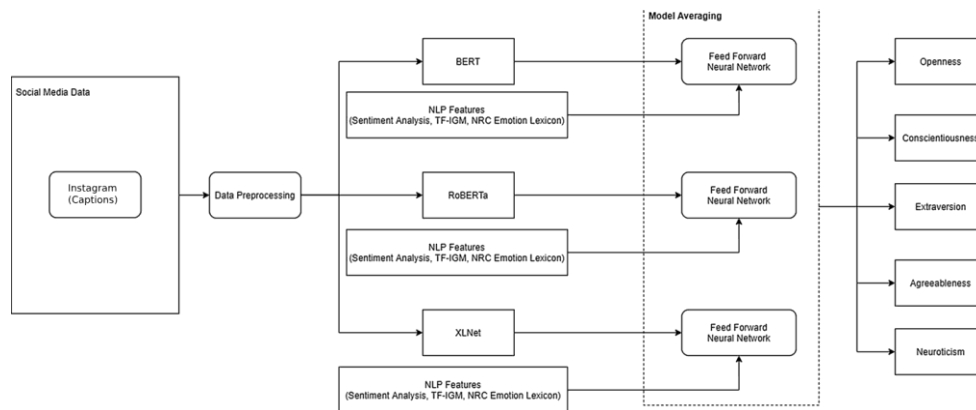 Model Averaging
Social Media Data
Instagram
(Captions)
Data Preprocessing
BERT
NLP Features
(Sentiment Analysis, TF-IGM, NRC Emotion Lexicon)
Feed Forward
Neural Network
RoBERTa
NLP Features
(Sentiment Analysis, TF-IGM, NRC Emotion Lexicon)
Feed Forward
Neural Network
XLNet
NLP Features
(Sentiment Analysis, TF-IGM, NRC Emotion Lexicon)
Feed Forward
Neural Network
Openness
Conscientiousness
Extraversion
Agreeableness
Neuroticism